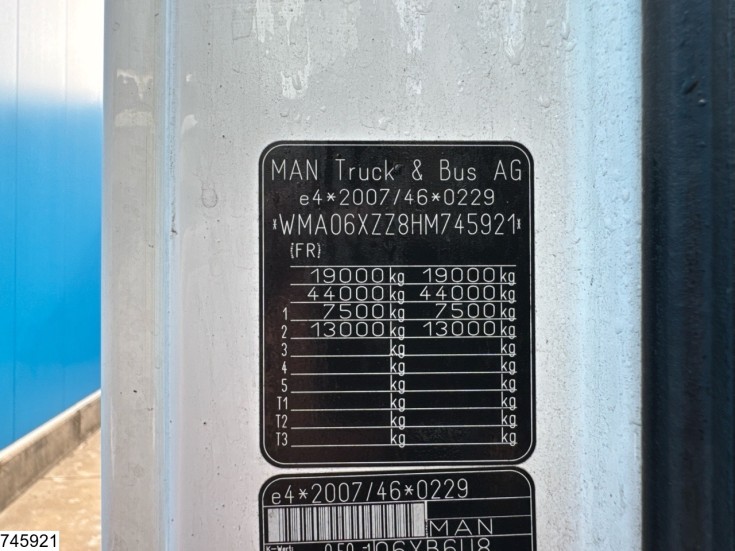 MAN Truck & Bus AG
e4*2007/46*0229
*WMA06XZZ8HM745921*
(FR)
19000 kg 19000 kg
44000 kg 44000 kg
1 7500 kg 7500 kg
2 13000 kg 13000 kg
3 kg kg
4 kg kg
5 kg kg
T1 kg kg
T2 kg kg
T3 kg kg
e4*2007/46*0229
MAN
K-Wert:
745921